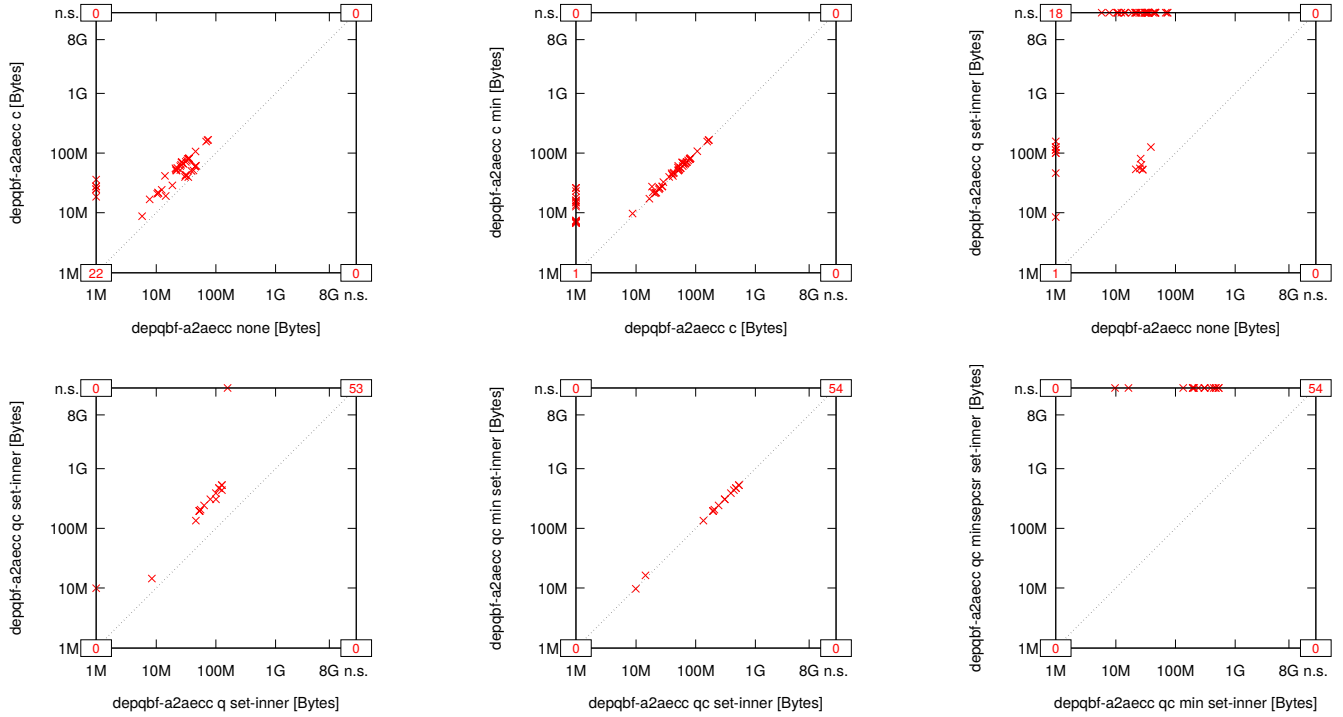 n.s. 0 0
8G
1G
100M
10M
1M 22 0
1M 10M 100M 1G 8G n.s.
depqbf-a2aecc c [Bytes]
depqbf-a2aecc none [Bytes]
n.s. 0 0
8G
1G
100M
10M
1M 1 0
1M 10M 100M 1G 8G n.s.
depqbf-a2aecc c min [Bytes]
depqbf-a2aecc c [Bytes]
n.s. 18 0
8G
1G
100M
10M
1M 1 0
1M 10M 100M 1G 8G n.s.
depqbf-a2aecc q set-inner [Bytes]
depqbf-a2aecc none [Bytes]
n.s. 0 53
8G
1G
100M
10M
1M 0 0
1M 10M 100M 1G 8G n.s.
depqbf-a2aecc qc set-inner [Bytes]
depqbf-a2aecc q set-inner [Bytes]
n.s. 0 54
8G
1G
100M
10M
1M 0 0
1M 10M 100M 1G 8G n.s.
depqbf-a2aecc qc min set-inner [Bytes]
depqbf-a2aecc qc set-inner [Bytes]
n.s. 0 54
8G
1G
100M
10M
1M 0 0
1M 10M 100M 1G 8G n.s.
depqbf-a2aecc qc minsepcsr set-inner [Bytes]
depqbf-a2aecc qc min set-inner [Bytes]